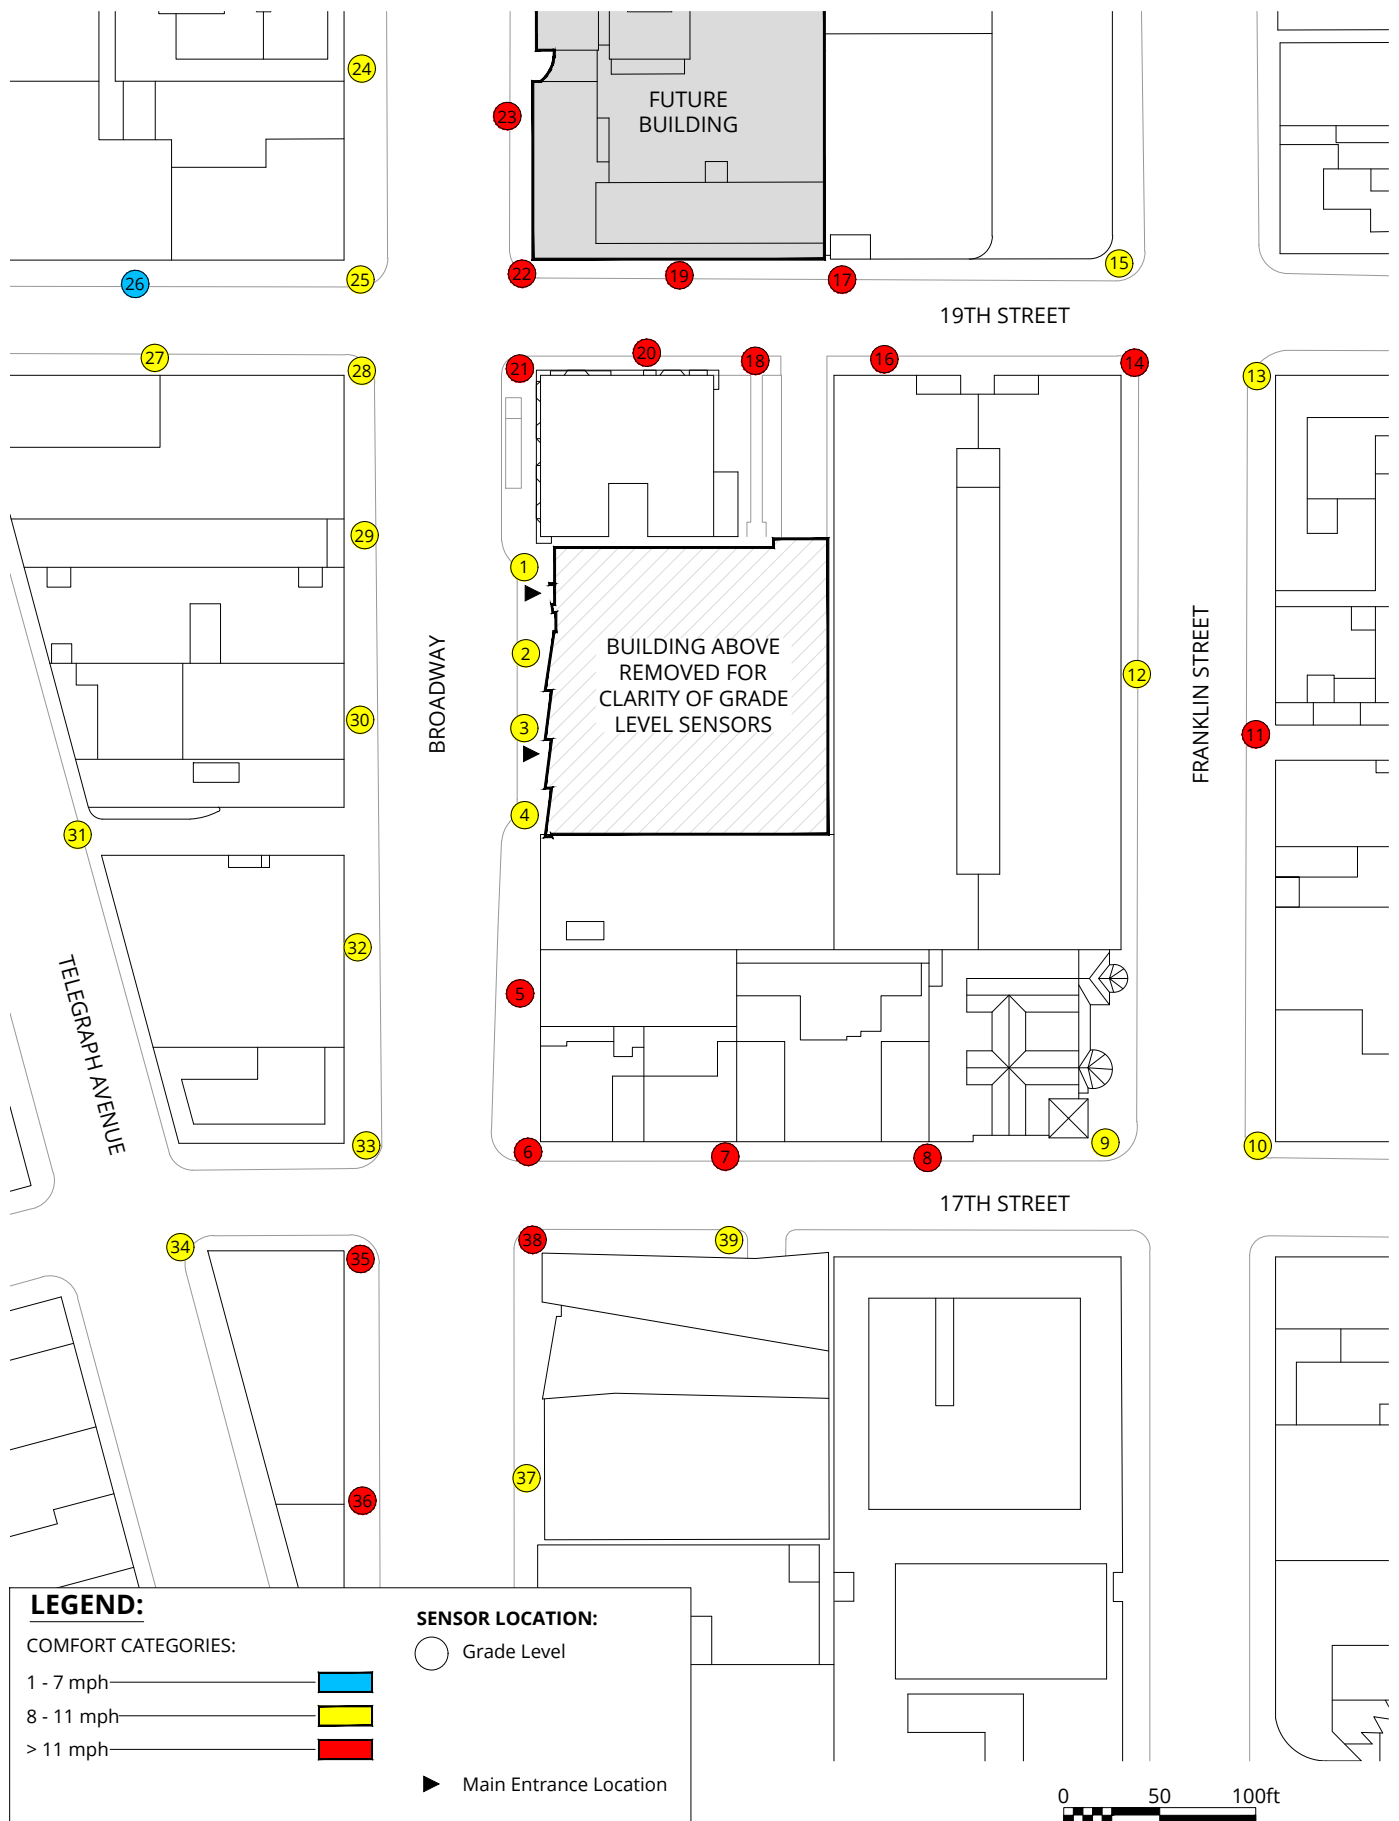 24
FUTURE
BUILDING
23
15
22
19
17
25
26
19TH STREET
27
28
21
20
18
16
14
13
29
1
BROADWAY
2
BUILDING ABOVE
REMOVED FOR
CLARITY OF GRADE
LEVEL SENSORS
12
FRANKLIN STREET
30
3
11
31
4
32
TELEGRAPH AVENUE
5
33
6
7
8
9
10
17TH STREET
34
35
38
39
37
36
LEGEND:
COMFORT CATEGORIES:
1 - 7 mph
8 - 11 mph
> 11 mph
SENSOR LOCATION:
Grade Level
Main Entrance Location
0 50 100ft